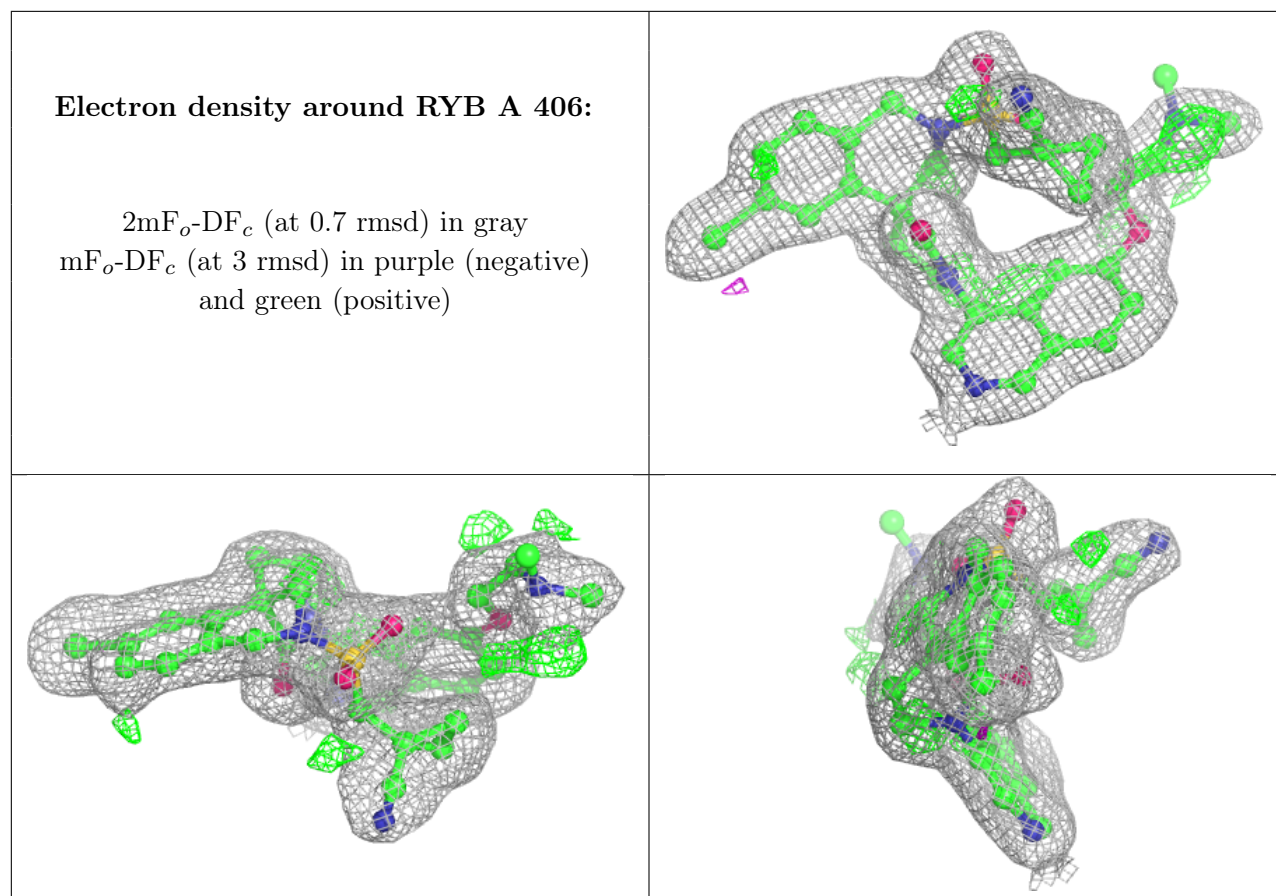 Electron density around RYB A 406:
2mFₒ-DF𝒸 (at 0.7 rmsd) in gray
mFₒ-DF𝒸 (at 3 rmsd) in purple (negative)
and green (positive)